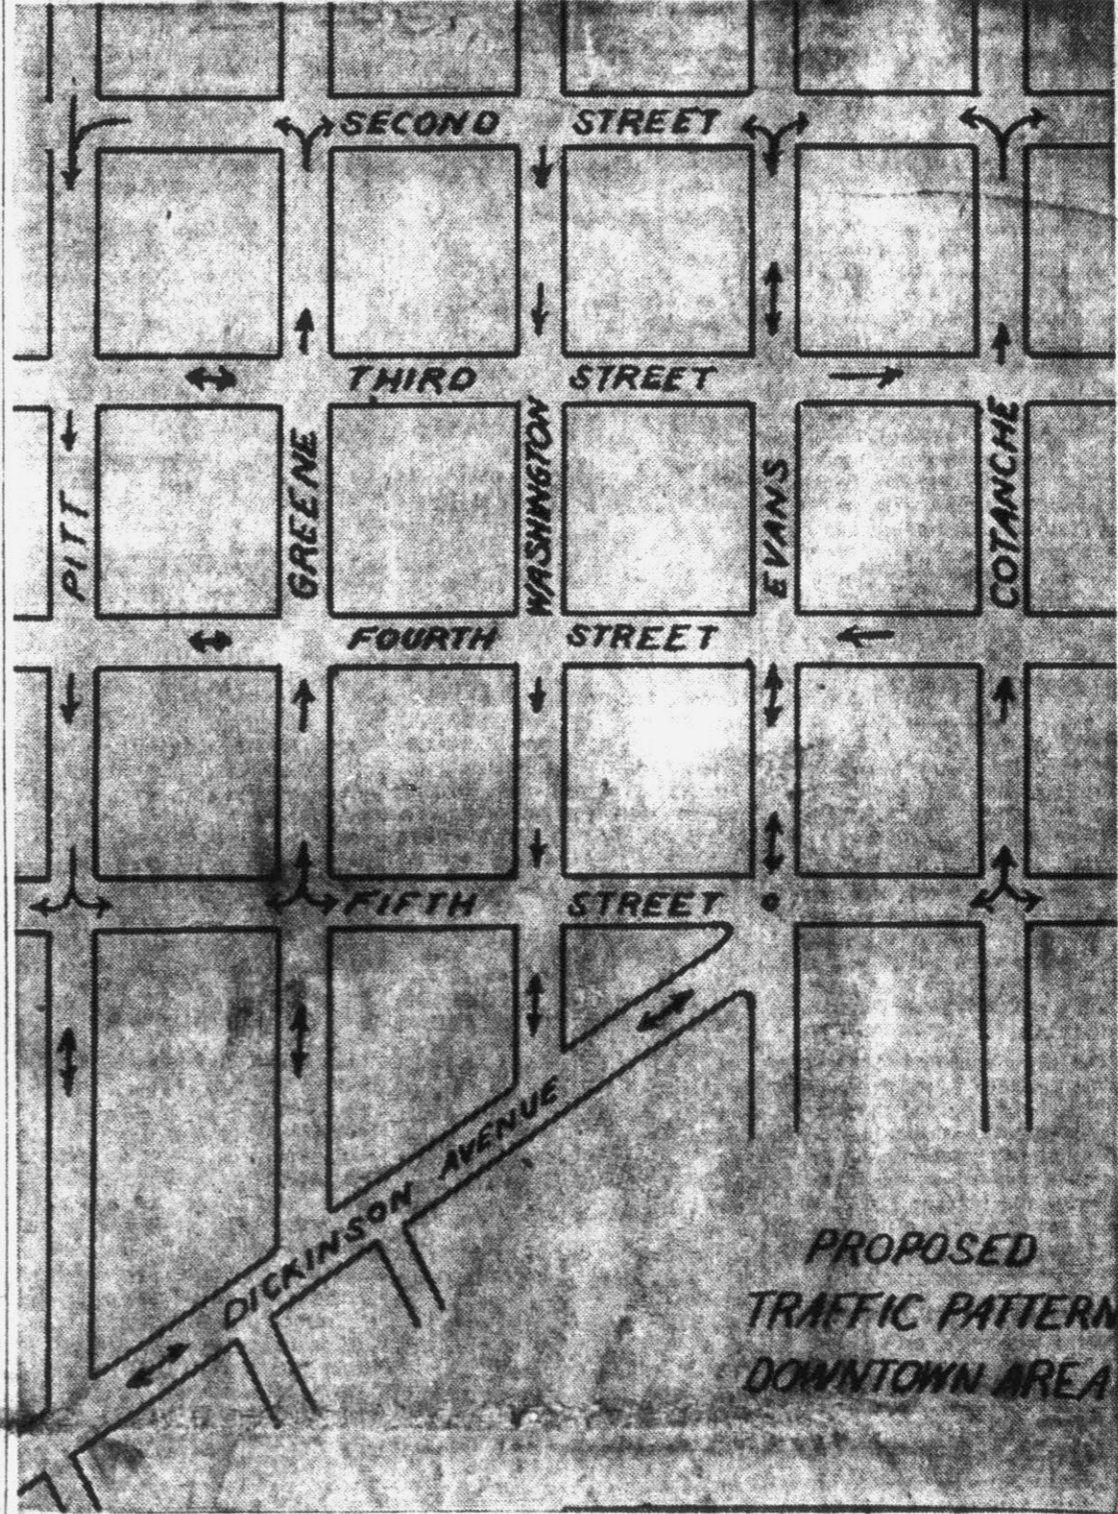 SECOND STREET
THIRD STREET
PITT
GREENE
WASHINGTON
EVANS
COTANCHE
FOURTH STREET
FIFTH STREET
DICKINSON AVENUE
PROPOSED
TRAFFIC PATTERN
DOWNTOWN AREA